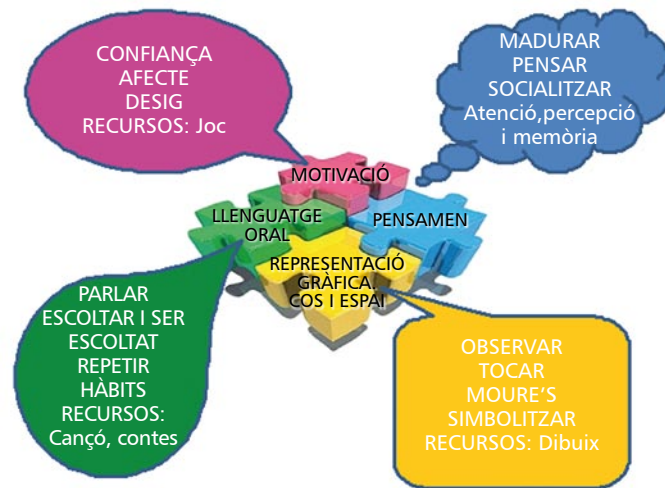 CONFIANÇA
AFECTE
DESIG
RECURSOS: Joc
MADURAR
PENSAR
SOCIALITZAR
Atenció,percepció
i memòria
MOTIVACIÓ
LLENGUATGE
ORAL
PENSAMEN
REPRESENTACIÓ
GRÀFICA.
COS I ESPAI
PARLAR
ESCOLTAR I SER
ESCOLTAT
REPETIR
HÀBITS
RECURSOS:
Cançó, contes
OBSERVAR
TOCAR
MOURE’S
SIMBOLITZAR
RECURSOS: Dibuix